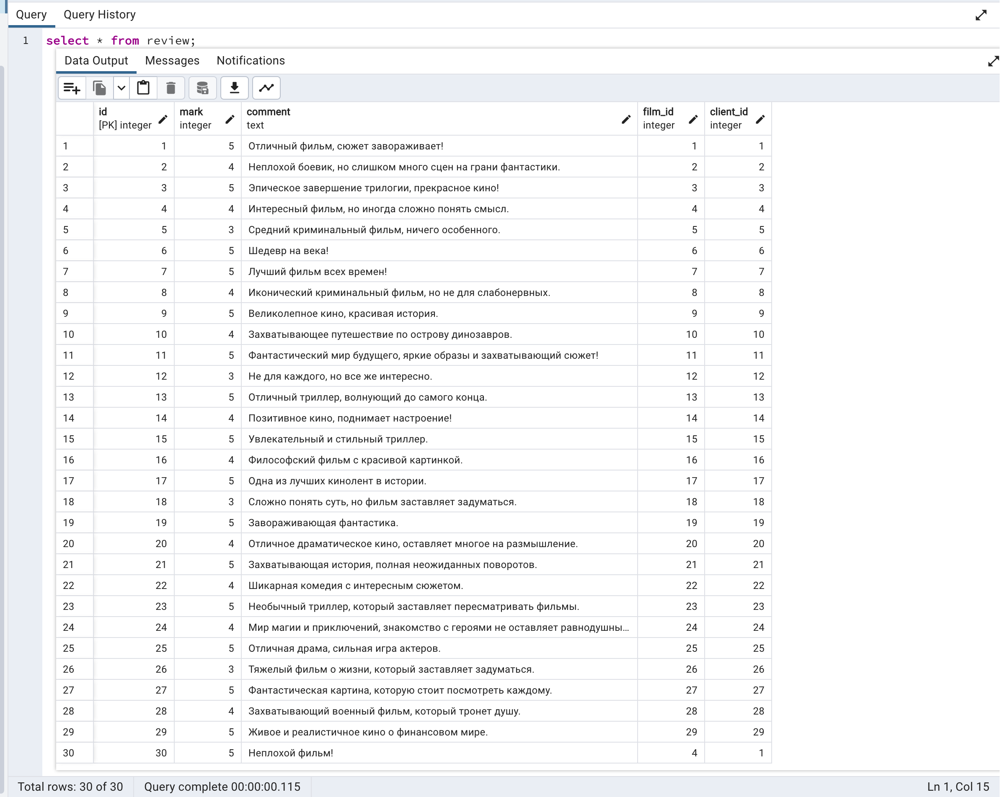 Query Query History
1 select * from review;
Data Output Messages Notifications
id mark comment film_id client_id
[PK] integer integer text integer integer
1 1 5 Отличный фильм, сюжет завораживает! 1 1
2 2 4 Неплохой боевик, но слишком много сцен на грани фантастики. 2 2
3 3 5 Эпическое завершение трилогии, прекрасное кино! 3 3
4 4 4 Интересный фильм, но иногда сложно понять смысл. 4 4
5 5 3 Средний криминальный фильм, ничего особенного. 5 5
6 6 5 Шедевр на века! 6 6
7 7 5 Лучший фильм всех времен! 7 7
8 8 4 Иконический криминальный фильм, но не для слабонервных. 8 8
9 9 5 Великолепное кино, красивая история. 9 9
10 10 4 Захватывающее путешествие по острову динозавров. 10 10
11 11 5 Фантастический мир будущего, яркие образы и захватывающий сюжет! 11 11
12 12 3 Не для каждого, но все же интересно. 12 12
13 13 5 Отличный триллер, волнующий до самого конца. 13 13
14 14 4 Позитивное кино, поднимает настроение! 14 14
15 15 5 Увлекательный и стильный триллер. 15 15
16 16 4 Философский фильм с красивой картинкой. 16 16
17 17 5 Одна из лучших кинолент в истории. 17 17
18 18 3 Сложно понять суть, но фильм заставляет задуматься. 18 18
19 19 5 Завораживающая фантастика. 19 19
20 20 4 Отличное драматическое кино, оставляет многое на размышление. 20 20
21 21 5 Захватывающая история, полная неожиданных поворотов. 21 21
22 22 4 Шикарная комедия с интересным сюжетом. 22 22
23 23 5 Необычный триллер, который заставляет пересматривать фильмы. 23 23
24 24 4 Мир магии и приключений, знакомство с героями не оставляет равнодушны... 24 24
25 25 5 Отличная драма, сильная игра актеров. 25 25
26 26 3 Тяжелый фильм о жизни, который заставляет задуматься. 26 26
27 27 5 Фантастическая картина, которую стоит посмотреть каждому. 27 27
28 28 4 Захватывающий военный фильм, который тронет душу. 28 28
29 29 5 Живое и реалистичное кино о финансовом мире. 29 29
30 30 5 Неплохой фильм! 4 1
Total rows: 30 of 30 Query complete 00:00:00.115 Ln 1, Col 15